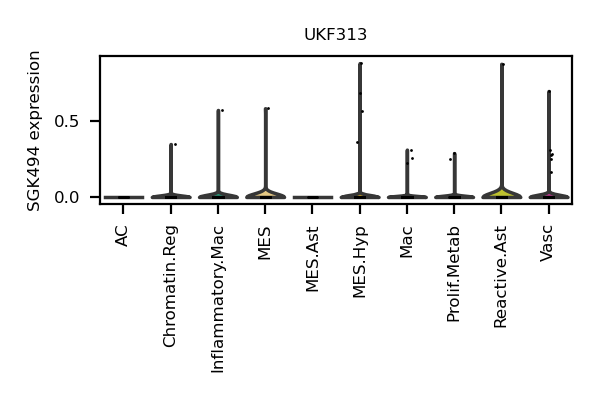 UKF313
SGK494 expression
0.5
0.0
AC
Chromatin.Reg
Inflammatory.Mac
MES
MES.Ast
MES.Hyp
Mac
Prolif.Metab
Reactive.Ast
Vasc